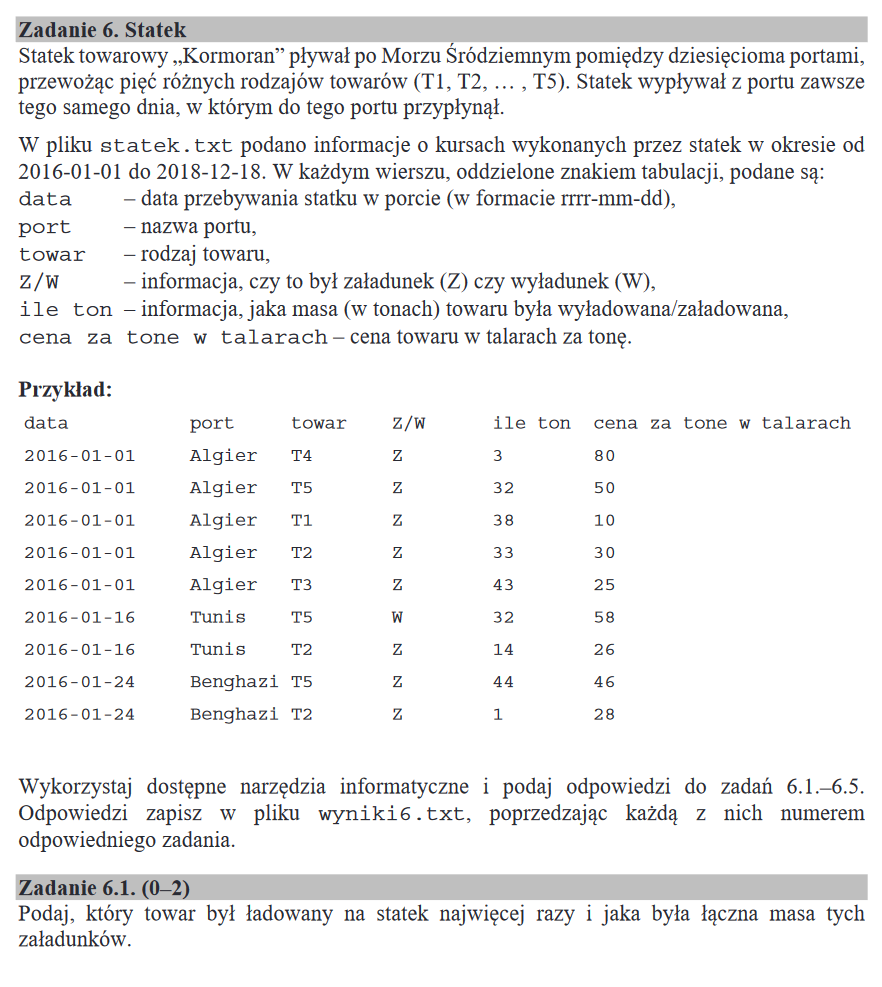 Zadanie 6. Statek
Statek towarowy „Kormoran” pływał po Morzu Śródziemnym pomiędzy dziesięcioma portami,
przewożąc pięć różnych rodzajów towarów (T1, T2, … , T5). Statek wypływał z portu zawsze
tego samego dnia, w którym do tego portu przypłynął.
W pliku statek.txt podano informacje o kursach wykonanych przez statek w okresie od
2016-01-01 do 2018-12-18. W każdym wierszu, oddzielone znakiem tabulacji, podane są:
data – data przebywania statku w porcie (w formacie rrrr-mm-dd),
port – nazwa portu,
towar – rodzaj towaru,
Z/W – informacja, czy to był załadunek (Z) czy wyładunek (W),
ile ton – informacja, jaka masa (w tonach) towaru była wyładowana/załadowana,
cena za tone w talarach – cena towaru w talarach za tonę.
Przykład:
data port towar Z/W ile ton cena za tone w talarach
2016-01-01 Algier T4 Z 3 80
2016-01-01 Algier T5 Z 32 50
2016-01-01 Algier T1 Z 38 10
2016-01-01 Algier T2 Z 33 30
2016-01-01 Algier T3 Z 43 25
2016-01-16 Tunis T5 W 32 58
2016-01-16 Tunis T2 Z 14 26
2016-01-24 Benghazi T5 Z 44 46
2016-01-24 Benghazi T2 Z 1 28
Wykorzystaj dostępne narzędzia informatyczne i podaj odpowiedzi do zadań 6.1.–6.5.
Odpowiedzi zapisz w pliku wyniki6.txt, poprzedzając każdą z nich numerem
odpowiedniego zadania.
Zadanie 6.1. (0–2)
Podaj, który towar był ładowany na statek najwięcej razy i jaka była łączna masa tych
załadunków.